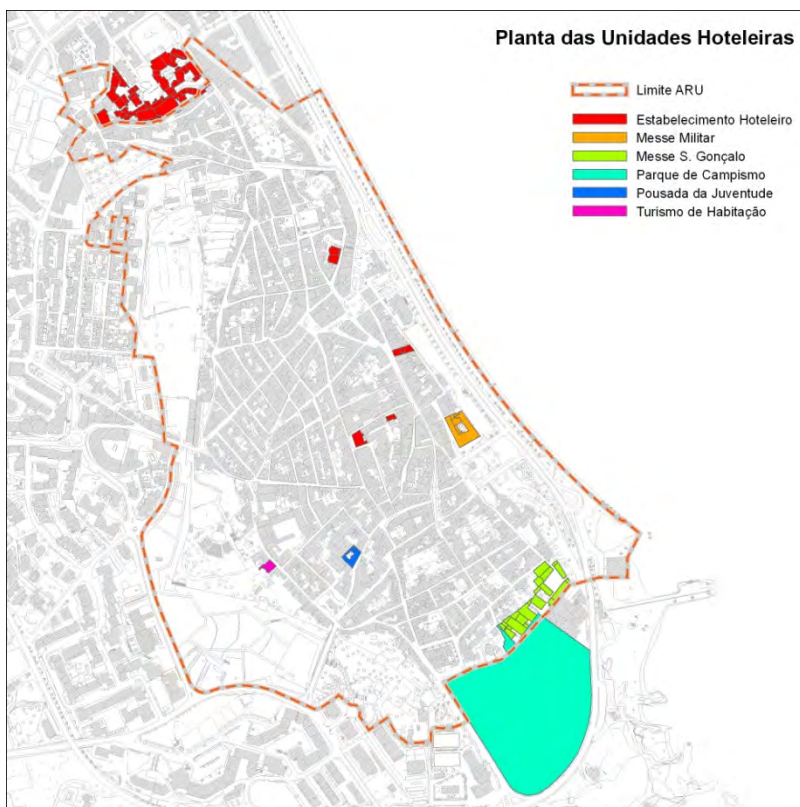 Planta das Unidades Hoteleiras
Limite ARU
Estabelecimento Hoteleiro
Messe Militar
Messe S. Gonçalo
Parque de Campismo
Pousada da Juventude
Turismo de Habitação